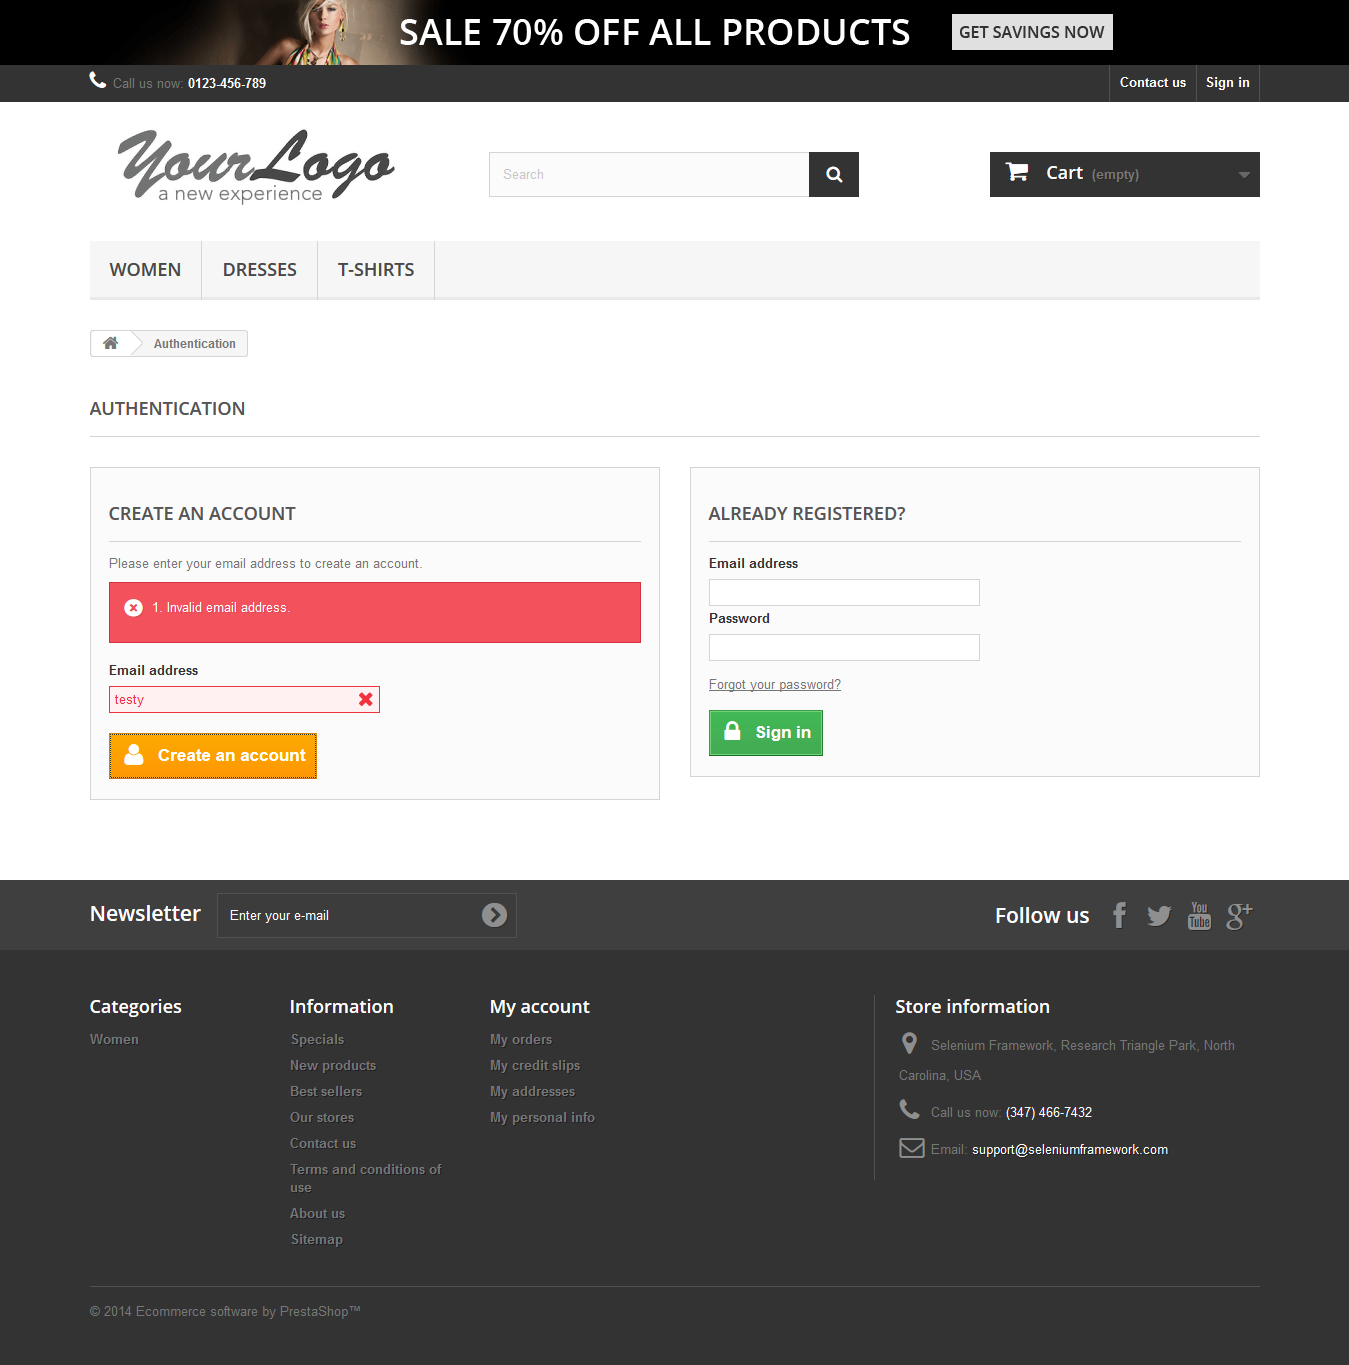 SALE 70% OFF ALL PRODUCTS GET SAVINGS NOW
Call us now: 0123-456-789 Contact us Sign in
YourLogo
a new experience
Search
Cart (empty)
WOMEN DRESSES T-SHIRTS
Authentication
AUTHENTICATION
CREATE AN ACCOUNT
Please enter your email address to create an account.
1. Invalid email address.
Email address
testy
Create an account
ALREADY REGISTERED?
Email address
Password
Forgot your password?
Sign in
Newsletter Enter your e-mail
Follow us
You
Tube
g+
Categories
Women
Information
Specials
New products
Best sellers
Our stores
Contact us
Terms and conditions of
use
About us
Sitemap
My account
My orders
My credit slips
My addresses
My personal info
Store information
Selenium Framework, Research Triangle Park, North
Carolina, USA
Call us now: (347) 466-7432
Email: support@seleniumframework.com
© 2014 Ecommerce software by PrestaShop™